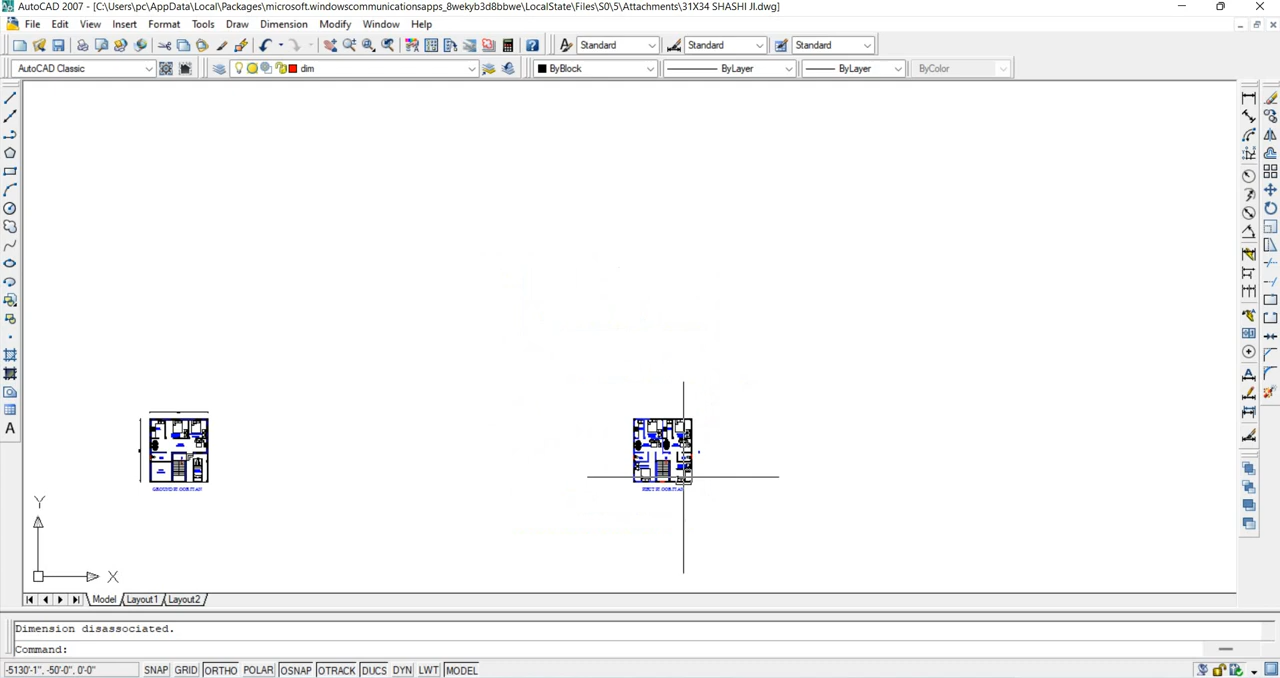 AutoCAD 2007 - [C:\Users\pc\AppData\Local\Packages\microsoft.windowscommunicationsapps_8wekyb3d8bbwe\LocalState\Files\S0\5\Attachments\31X34 SHASHI JI.dwg]
File Edit View Insert Format Tools Draw Dimension Modify Express Window Help
Standard Standard Standard
AutoCAD Classic dim ByBlock ByLayer ByLayer ByColor
Y
X
Model Layout1 Layout2
Dimension disassociated.
Command:
-5130'-1", -50'-0", 0'-0" SNAP GRID ORTHO POLAR OSNAP OTRACK DUCS DYN LWT MODEL